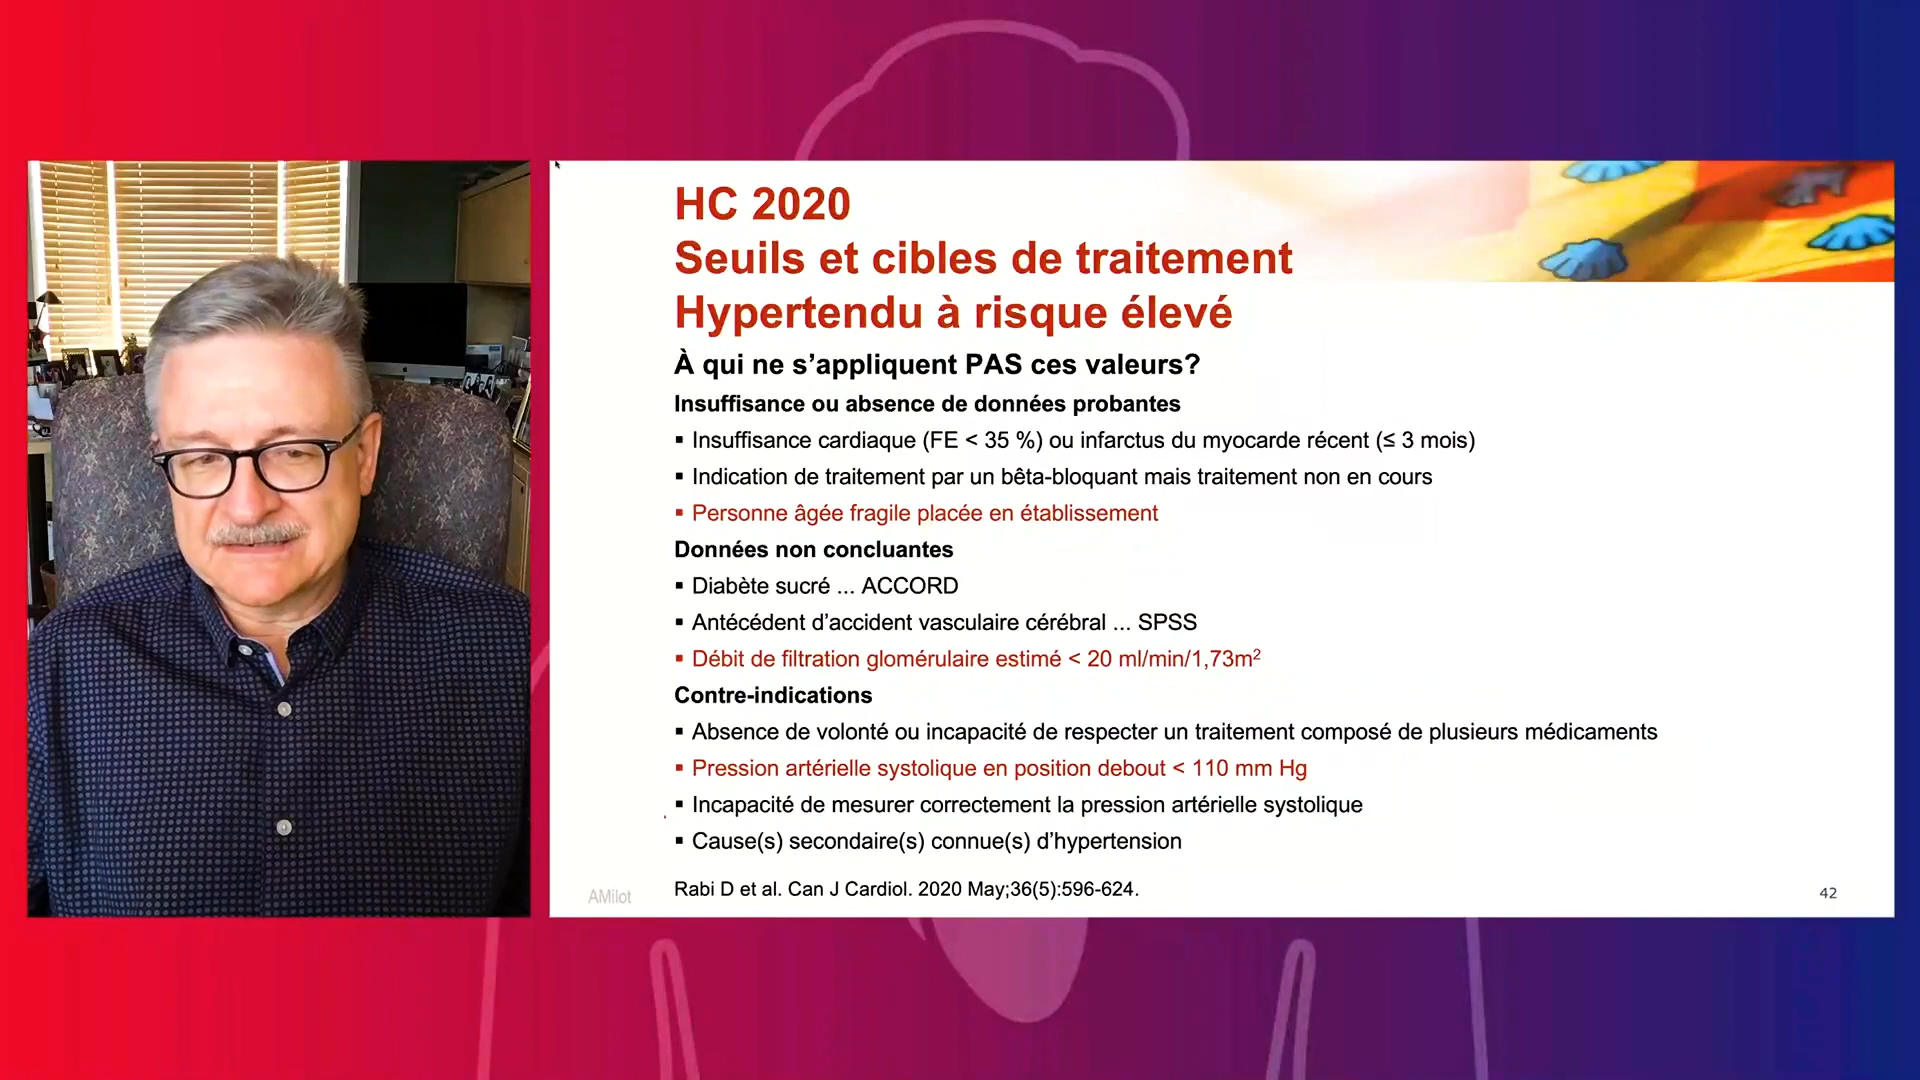 HC 2020
Seuils et cibles de traitement
Hypertendu à risque élevé
À qui ne s’appliquent PAS ces valeurs?
Insuffisance ou absence de données probantes
▪ Insuffisance cardiaque (FE < 35 %) ou infarctus du myocarde récent (≤ 3 mois)
▪ Indication de traitement par un bêta-bloquant mais traitement non en cours
▪ Personne âgée fragile placée en établissement
Données non concluantes
▪ Diabète sucré ... ACCORD
▪ Antécédent d’accident vasculaire cérébral ... SPSS
▪ Débit de filtration glomérulaire estimé < 20 ml/min/1,73m²
Contre-indications
▪ Absence de volonté ou incapacité de respecter un traitement composé de plusieurs médicaments
▪ Pression artérielle systolique en position debout < 110 mm Hg
▪ Incapacité de mesurer correctement la pression artérielle systolique
▪ Cause(s) secondaire(s) connue(s) d’hypertension
Rabi D et al. Can J Cardiol. 2020 May;36(5):596-624.
AMilot
42